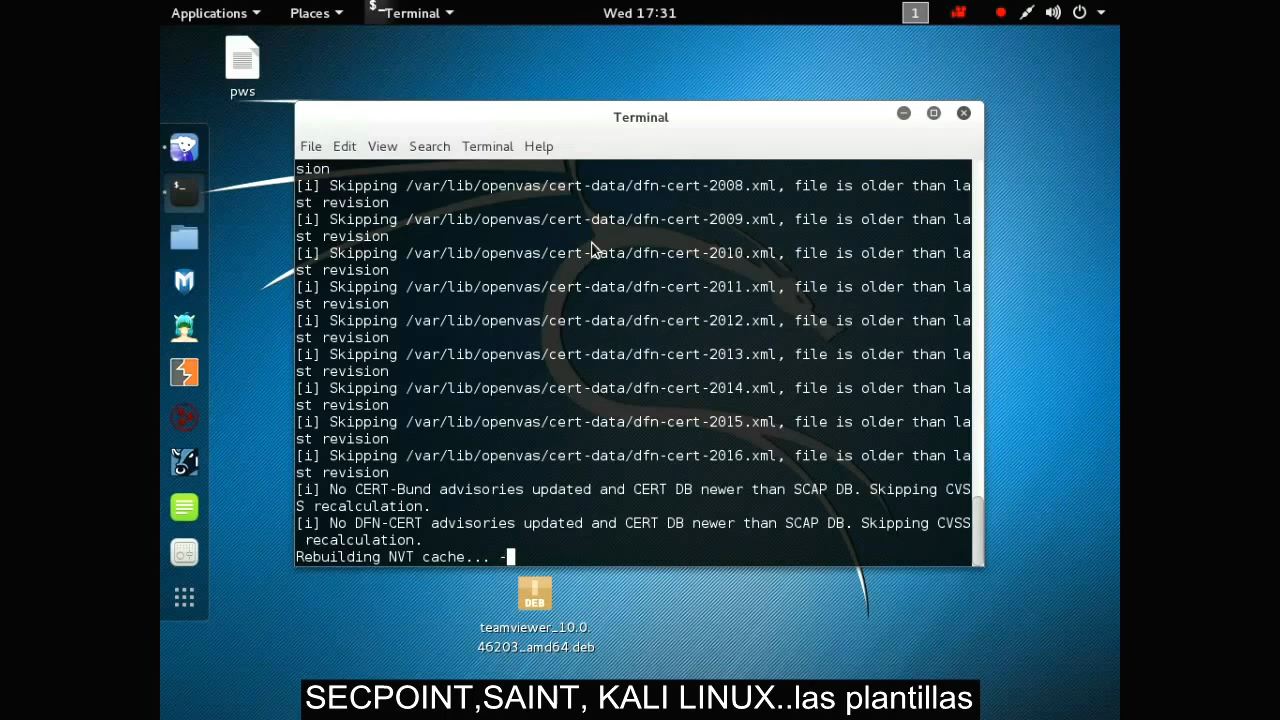 Applications Places Terminal Wed 17:31 1
pws
Terminal
File Edit View Search Terminal Help
sion
[i] Skipping /var/lib/openvas/cert-data/dfn-cert-2008.xml, file is older than la
st revision
[i] Skipping /var/lib/openvas/cert-data/dfn-cert-2009.xml, file is older than la
st revision
[i] Skipping /var/lib/openvas/cert-data/dfn-cert-2010.xml, file is older than la
st revision
[i] Skipping /var/lib/openvas/cert-data/dfn-cert-2011.xml, file is older than la
st revision
[i] Skipping /var/lib/openvas/cert-data/dfn-cert-2012.xml, file is older than la
st revision
[i] Skipping /var/lib/openvas/cert-data/dfn-cert-2013.xml, file is older than la
st revision
[i] Skipping /var/lib/openvas/cert-data/dfn-cert-2014.xml, file is older than la
st revision
[i] Skipping /var/lib/openvas/cert-data/dfn-cert-2015.xml, file is older than la
st revision
[i] Skipping /var/lib/openvas/cert-data/dfn-cert-2016.xml, file is older than la
st revision
[i] No CERT-Bund advisories updated and CERT DB newer than SCAP DB. Skipping CVS
S recalculation.
[i] No DFN-CERT advisories updated and CERT DB newer than SCAP DB. Skipping CVSS
recalculation.
Rebuilding NVT cache... -
DEB
teamviewer_10.0.
46203_amd64.deb
SECPOINT,SAINT, KALI LINUX..las plantillas